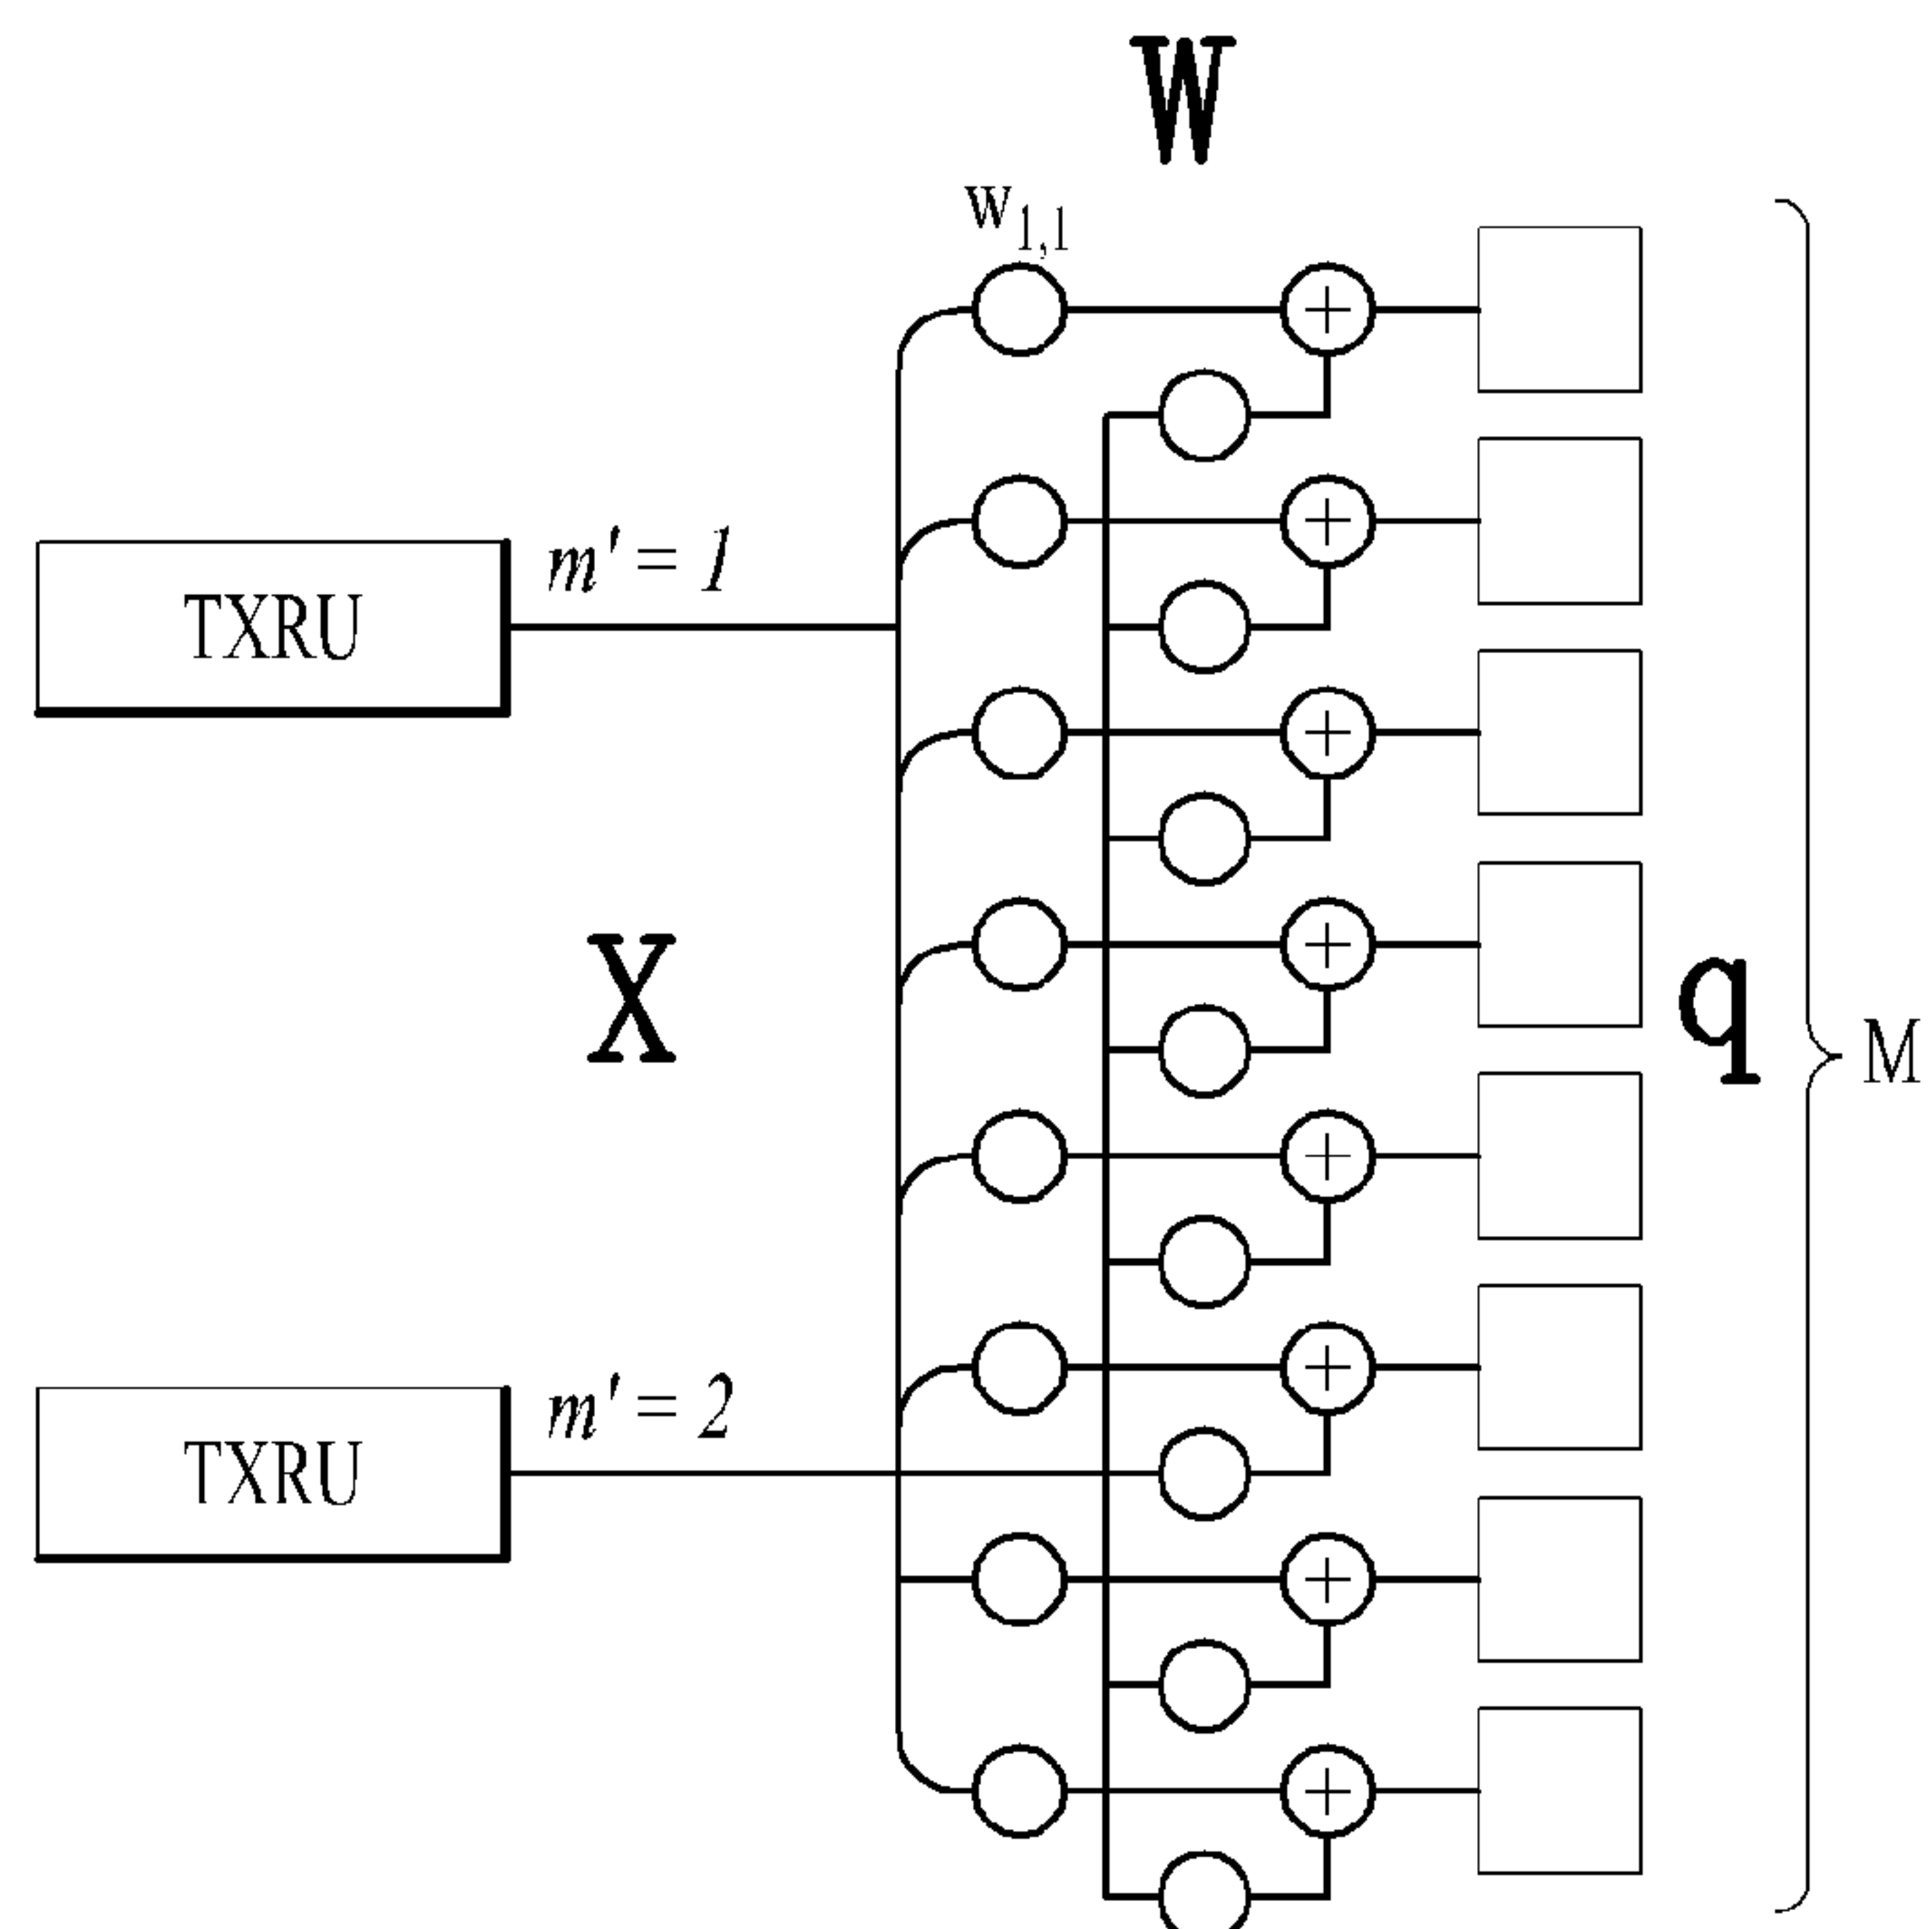 W
w1,1
m' = 1
TXRU
X
q
M
m' = 2
TXRU